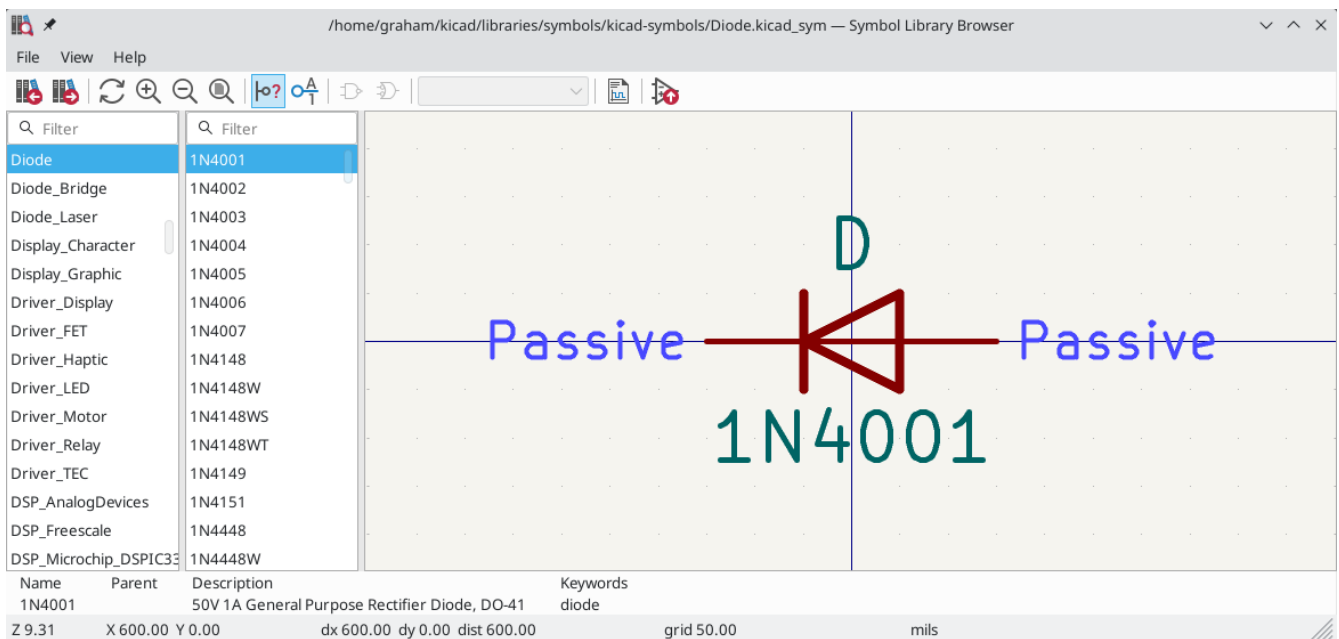 /home/graham/kicad/libraries/symbols/kicad-symbols/Diode.kicad_sym — Symbol Library Browser
File View Help
Filter
Diode
Diode_Bridge
Diode_Laser
Display_Character
Display_Graphic
Driver_Display
Driver_FET
Driver_Haptic
Driver_LED
Driver_Motor
Driver_Relay
Driver_TEC
DSP_AnalogDevices
DSP_Freescale
DSP_Microchip_DSPIC33
Filter
1N4001
1N4002
1N4003
1N4004
1N4005
1N4006
1N4007
1N4148
1N4148W
1N4148WS
1N4148WT
1N4149
1N4151
1N4448
1N4448W
D
Passive Passive
1N4001
Name Parent Description Keywords
1N4001 50V 1A General Purpose Rectifier Diode, DO-41 diode
Z 9.31 X 600.00 Y 0.00 dx 600.00 dy 0.00 dist 600.00 grid 50.00 mils